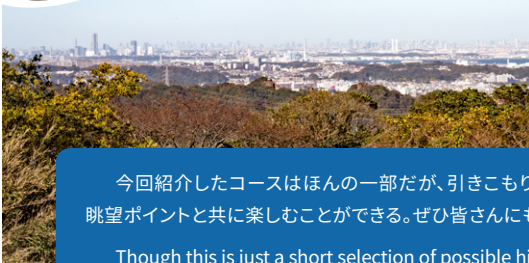 今回紹介したコースはほんの一部だが、引きこもり
眺望ポイントと共に楽しむことができる。ぜひ皆さんにも
Though this is just a short selection of possible hi